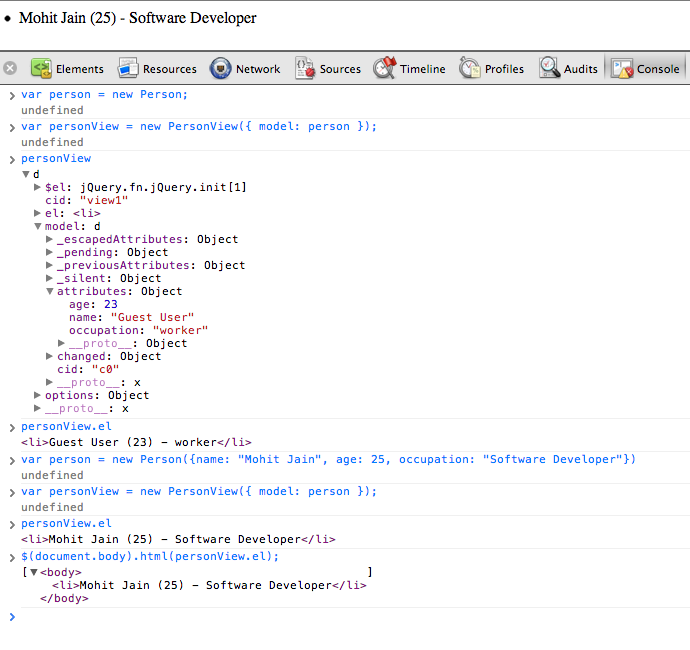 • Mohit Jain (25) - Software Developer
Elements Resources Network Sources Timeline Profiles Audits Console
> var person = new Person;
undefined
> var personView = new PersonView({ model: person });
undefined
> personView
▼ d
▶ $el: jQuery.fn.jQuery.init[1]
cid: "view1"
▶ el: <li>
▼ model: d
▶ _escapedAttributes: Object
▶ _pending: Object
▶ _previousAttributes: Object
▶ _silent: Object
▼ attributes: Object
age: 23
name: "Guest User"
occupation: "worker"
▶ __proto__: Object
▶ changed: Object
cid: "c0"
▶ __proto__: x
▶ options: Object
▶ __proto__: x
> personView.el
<li>Guest User (23) – worker</li>
> var person = new Person({name: "Mohit Jain", age: 25, occupation: "Software Developer"})
undefined
> var personView = new PersonView({ model: person });
undefined
> personView.el
<li>Mohit Jain (25) – Software Developer</li>
> $(document.body).html(personView.el);
[▼<body> ]
<li>Mohit Jain (25) – Software Developer</li>
</body>
>